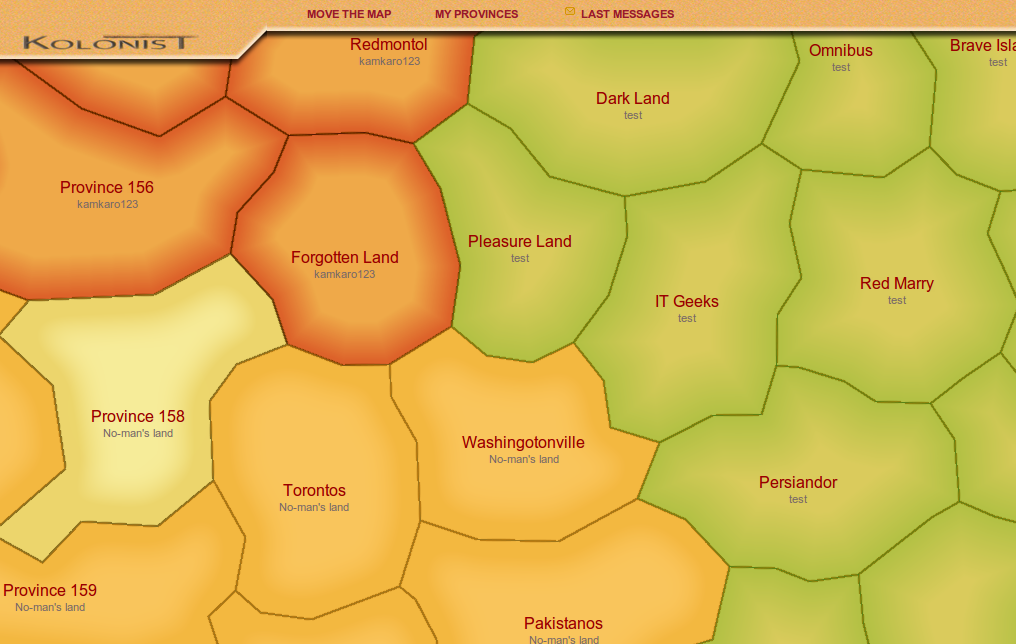 MOVE THE MAP
MY PROVINCES
LAST MESSAGES
KOLONIST
Redmontol
kamkaro123
Omnibus
test
test
Dark Land
test
Province 156
kamkaro123
Forgotten Land
kamkaro123
Pleasure Land
test
IT Geeks
test
Red Marry
test
Province 158
No-man's land
Washingotonville
No-man's land
Torontos
No-man's land
Persiandor
test
Province 159
No-man's land
Pakistanos
No-man's land
Brave